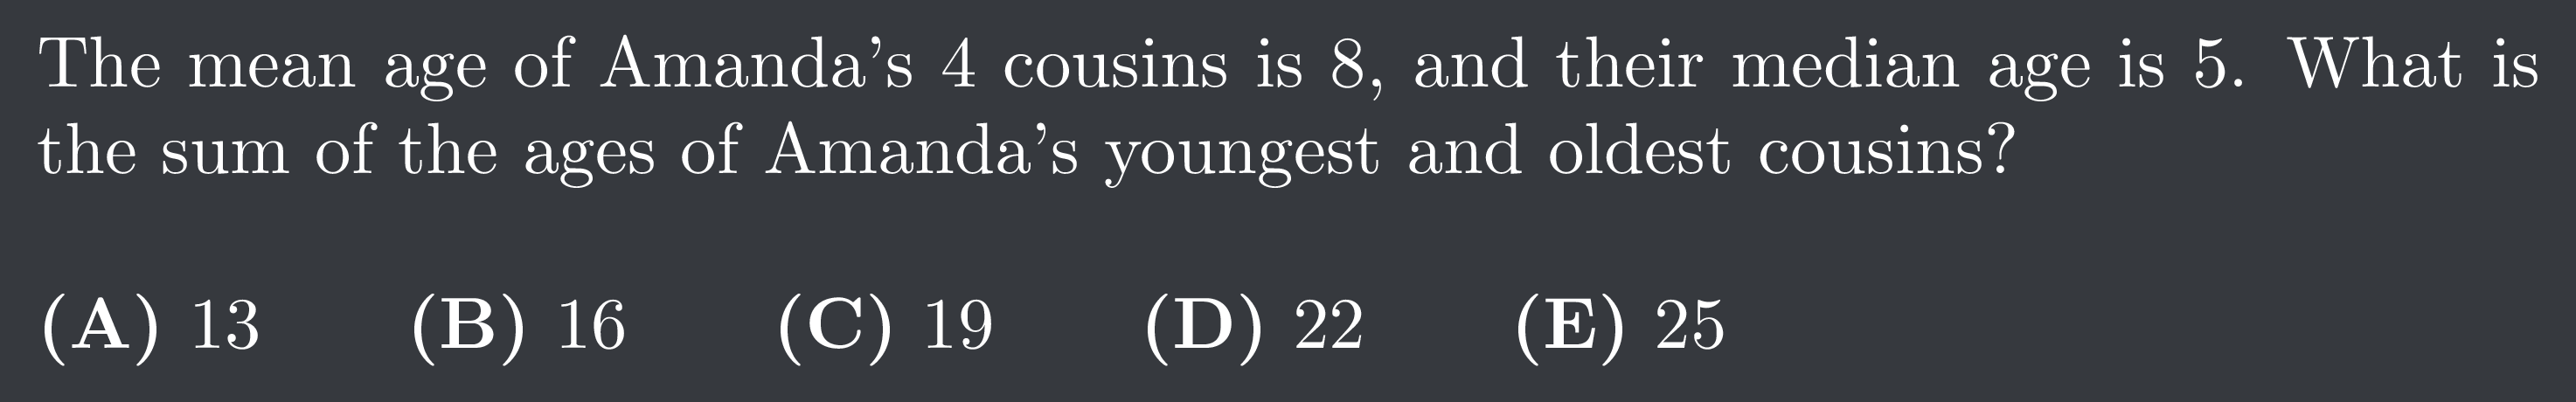 The mean age of Amanda's 4 cousins is 8, and their median age is 5. What is
the sum of the ages of Amanda's youngest and oldest cousins?
(A) 13 (B) 16 (C) 19 (D) 22 (E) 25